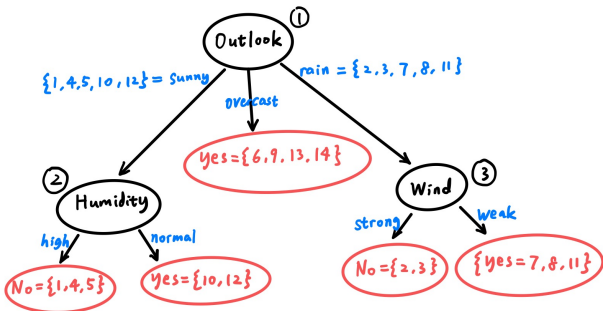 ①
Outlook
{1,4,5,10,12} = sunny
rain = {2,3,7,8,11}
overcast
yes={6,9,13,14}
②
Humidity
③
Wind
high
normal
strong
weak
No={1,4,5}
yes={10,12}
No={2,3}
{yes=7,8,11}